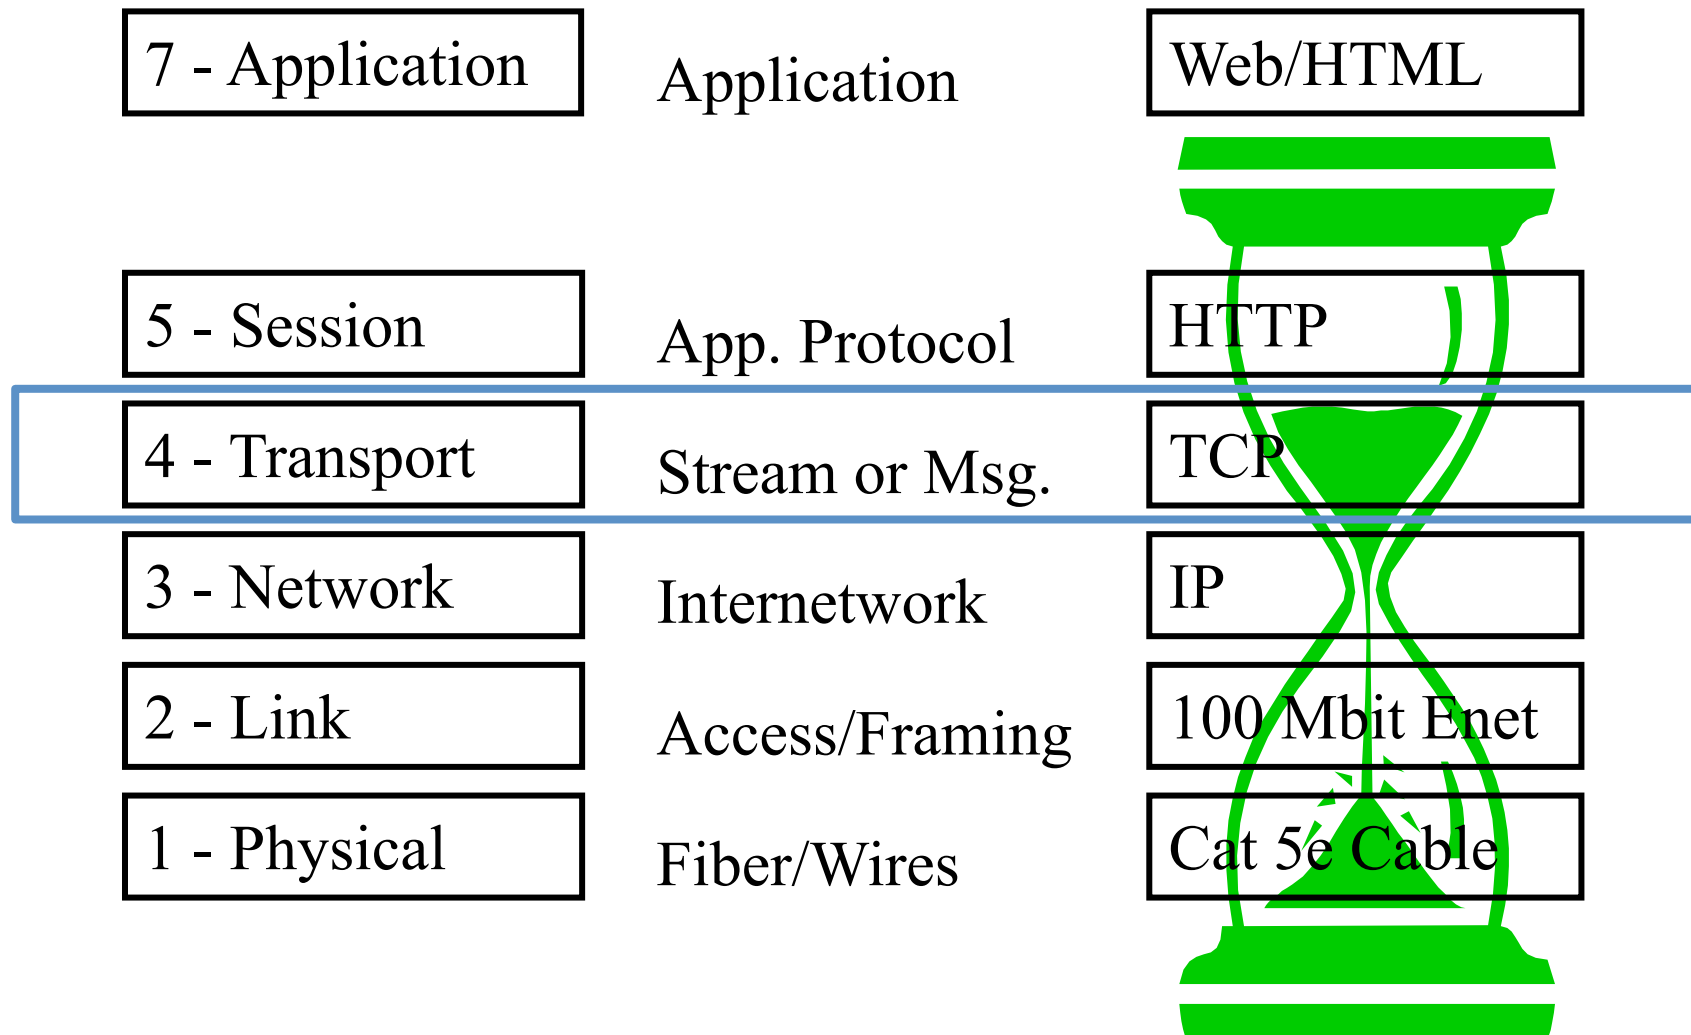 7 - Application
Application
Web/HTML
5 - Session
App. Protocol
HTTP
4 - Transport
Stream or Msg.
TCP
3 - Network
Internetwork
IP
2 - Link
Access/Framing
100 Mbit Enet
1 - Physical
Fiber/Wires
Cat 5e Cable